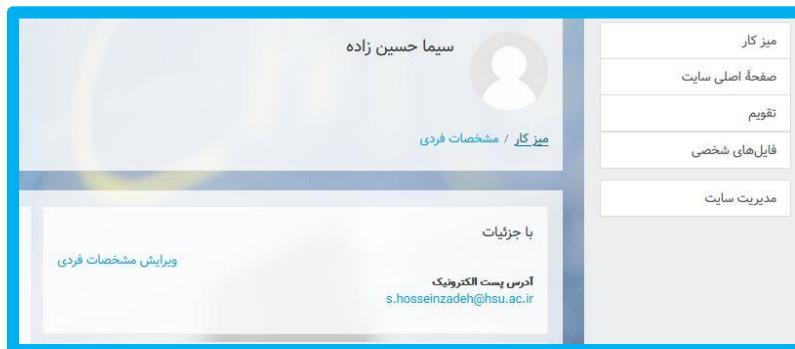 میز کار
صفحهٔ اصلی سایت
تقویم
فایل‌های شخصی
مدیریت سایت
سیما حسین زاده
میز کار / مشخصات فردی
با جزئیات
ویرایش مشخصات فردی
آدرس پست الکترونیک
s.hosseinzadeh@hsu.ac.ir